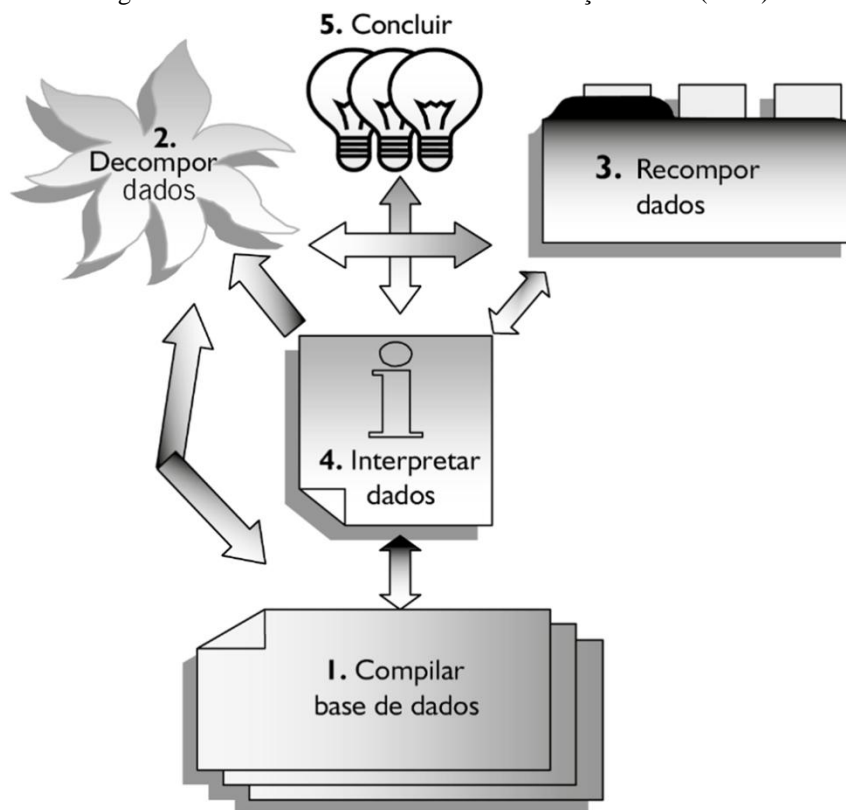 5. Concluir
2.
Decompor
dados
3. Recompor
dados
4. Interpretar
dados
1. Compilar
base de dados